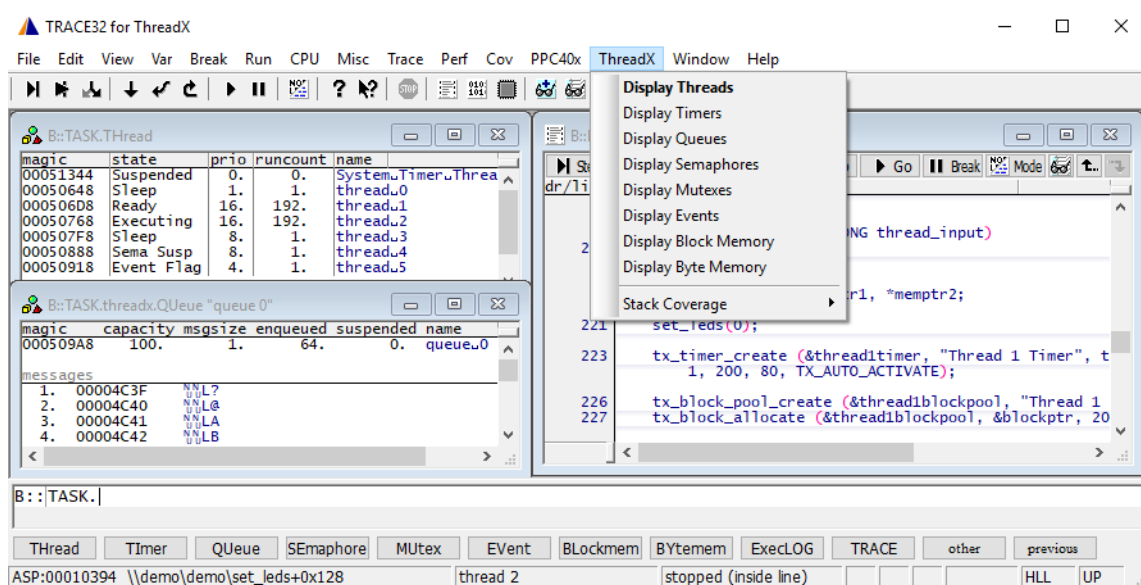 TRACE32 for ThreadX
File Edit View Var Break Run CPU Misc Trace Perf Cov PPC40x ThreadX Window Help
STOP
Display Threads
Display Timers
Display Queues
Display Semaphores
Display Mutexes
Display Events
Display Block Memory
Display Byte Memory
Stack Coverage
B::TASK.THread
magic state prio runcount name
00051344 Suspended 0. 0. System Timer Threa
00050648 Sleep 1. 1. thread 0
000506D8 Ready 16. 192. thread 1
00050768 Executing 16. 192. thread 2
000507F8 Sleep 8. 1. thread 3
00050888 Sema Susp 8. 1. thread 4
00050918 Event Flag 4. 1. thread 5
B::TASK.threadx.QUeue "queue 0"
magic capacity msgsize enqueued suspended name
000509A8 100. 1. 64. 0. queue 0
messages
1. 00004C3F L?
2. 00004C40 L@
3. 00004C41 LA
4. 00004C42 LB
B::
Go Break Mode
dr/li
NG thread_input)
r1, *memptr2;
221 set_leds(0);
223 tx_timer_create (&thread1timer, "Thread 1 Timer", t
1, 200, 80, TX_AUTO_ACTIVATE);
226 tx_block_pool_create (&thread1blockpool, "Thread 1
227 tx_block_allocate (&thread1blockpool, &blockptr, 20
B::TASK.
THread TImer QUeue SEmaphore MUtex EVent BLockmem BYtemem ExecLOG TRACE other previous
ASP:00010394 \\demo\demo\set_leds+0x128 thread 2 stopped (inside line) HLL UP